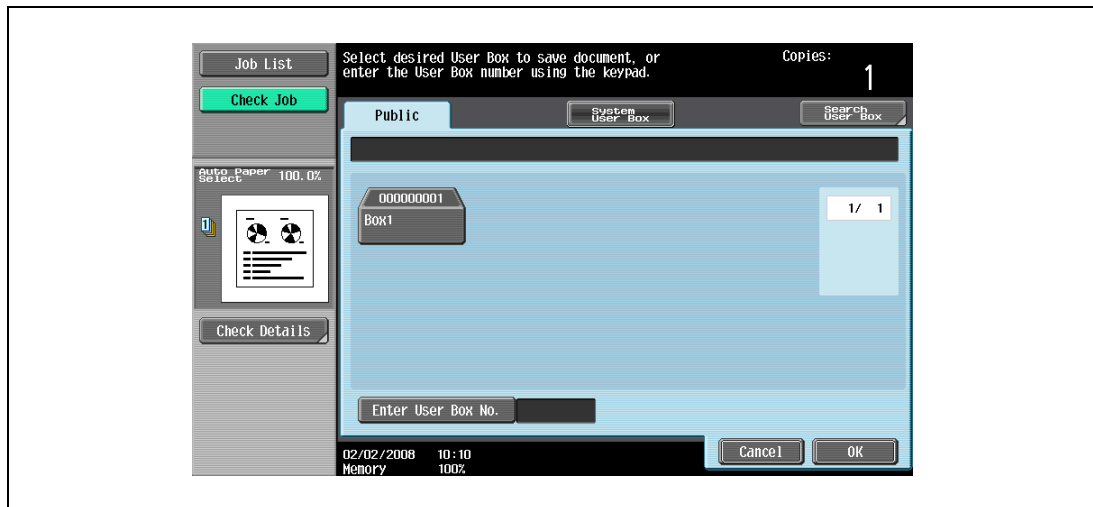 Job List
Check Job
Select desired User Box to save document, or
enter the User Box number using the keypad.
Copies:
1
Public
System
User Box
Search
User Box
Auto Paper
Select
100.0%
1
000000001
Box1
1/ 1
Check Details
Enter User Box No.
02/02/2008 10:10
Memory 100%
Cancel
OK